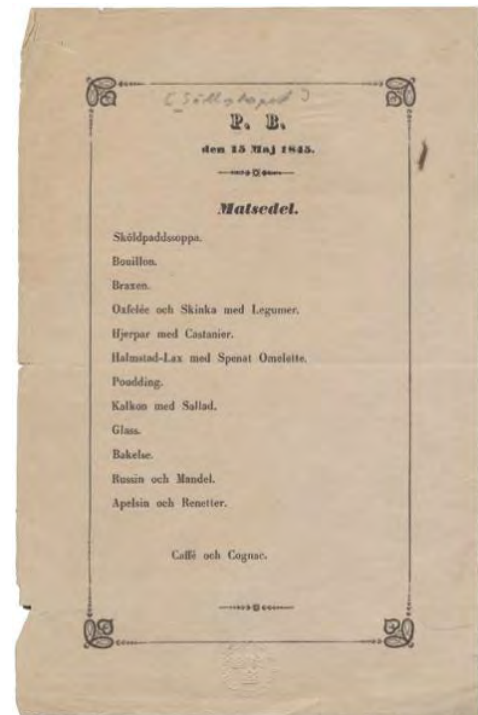 [Sällskapet]
P. B.
den 15 Maj 1845.
Matsedel.
Sköldpaddssoppa.
Bouillon.
Braxen.
Oxfelée och Skinka med Legumer.
Hjerpar med Castanier.
Halmstad-Lax med Spenat Omelette.
Poudding.
Kalkon med Sallad.
Glass.
Bakelse.
Russin och Mandel.
Apelsin och Renetter.
Caffé och Cognac.